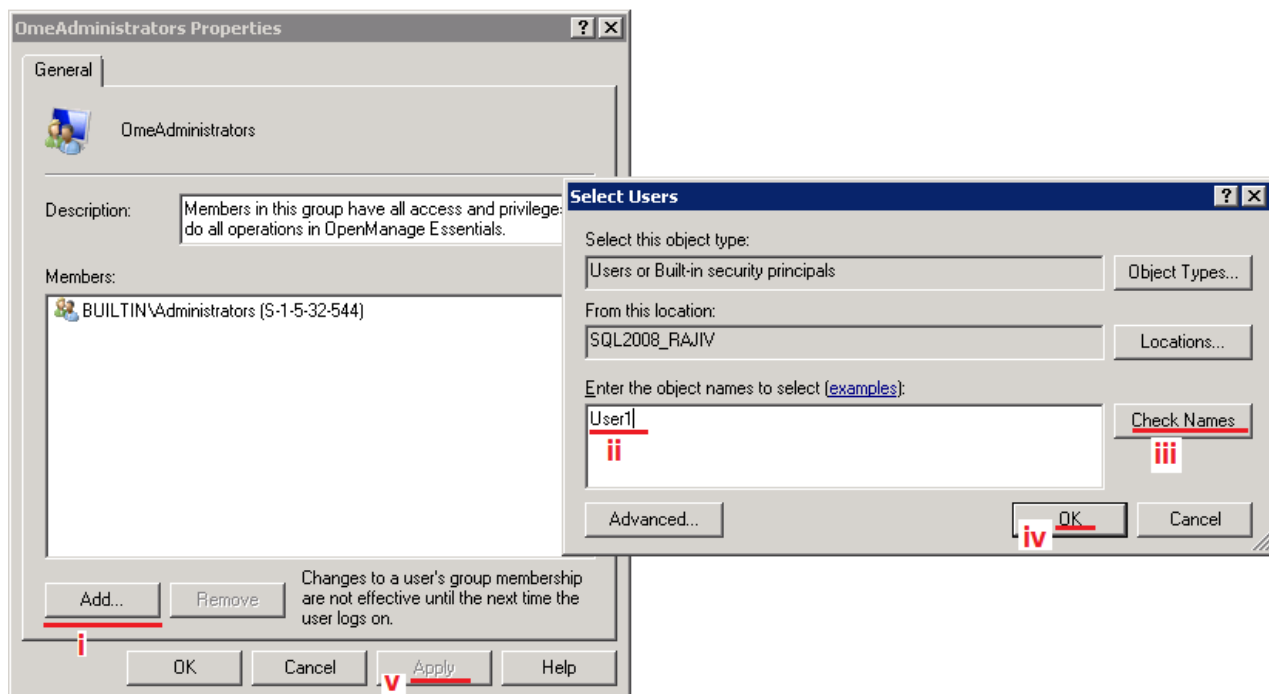 OmeAdministrators Properties
General
OmeAdministrators
Description:
Members in this group have all access and privilege
do all operations in OpenManage Essentials.
Members:
BUILTIN\Administrators (S-1-5-32-544)
Add...
Remove
Changes to a user's group membership
are not effective until the next time the
user logs on.
i
OK
Cancel
Apply
Help
v
Select Users
Select this object type:
Users or Built-in security principals
Object Types...
From this location:
SQL2008_RAJIV
Locations...
Enter the object names to select (examples):
User1
Check Names
ii
iii
Advanced...
OK
Cancel
iv